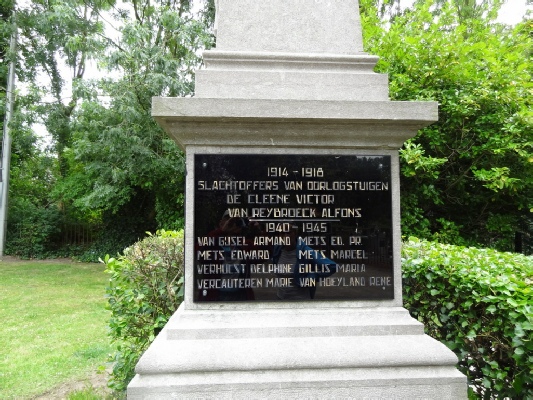 1914 - 1918
SLACHTOFFERS VAN OORLOGSTUIGEN
DE CLEENE VICTOR
VAN REYBROECK ALFONS
1940 - 1945
VAN GIJSEL ARMAND METS ED. PR
METS EDWARD METS MARCEL
VERHULST DELPHINE GILLIS MARIA
VERCAUTEREN MARIE VAN HOEYLAND RENE